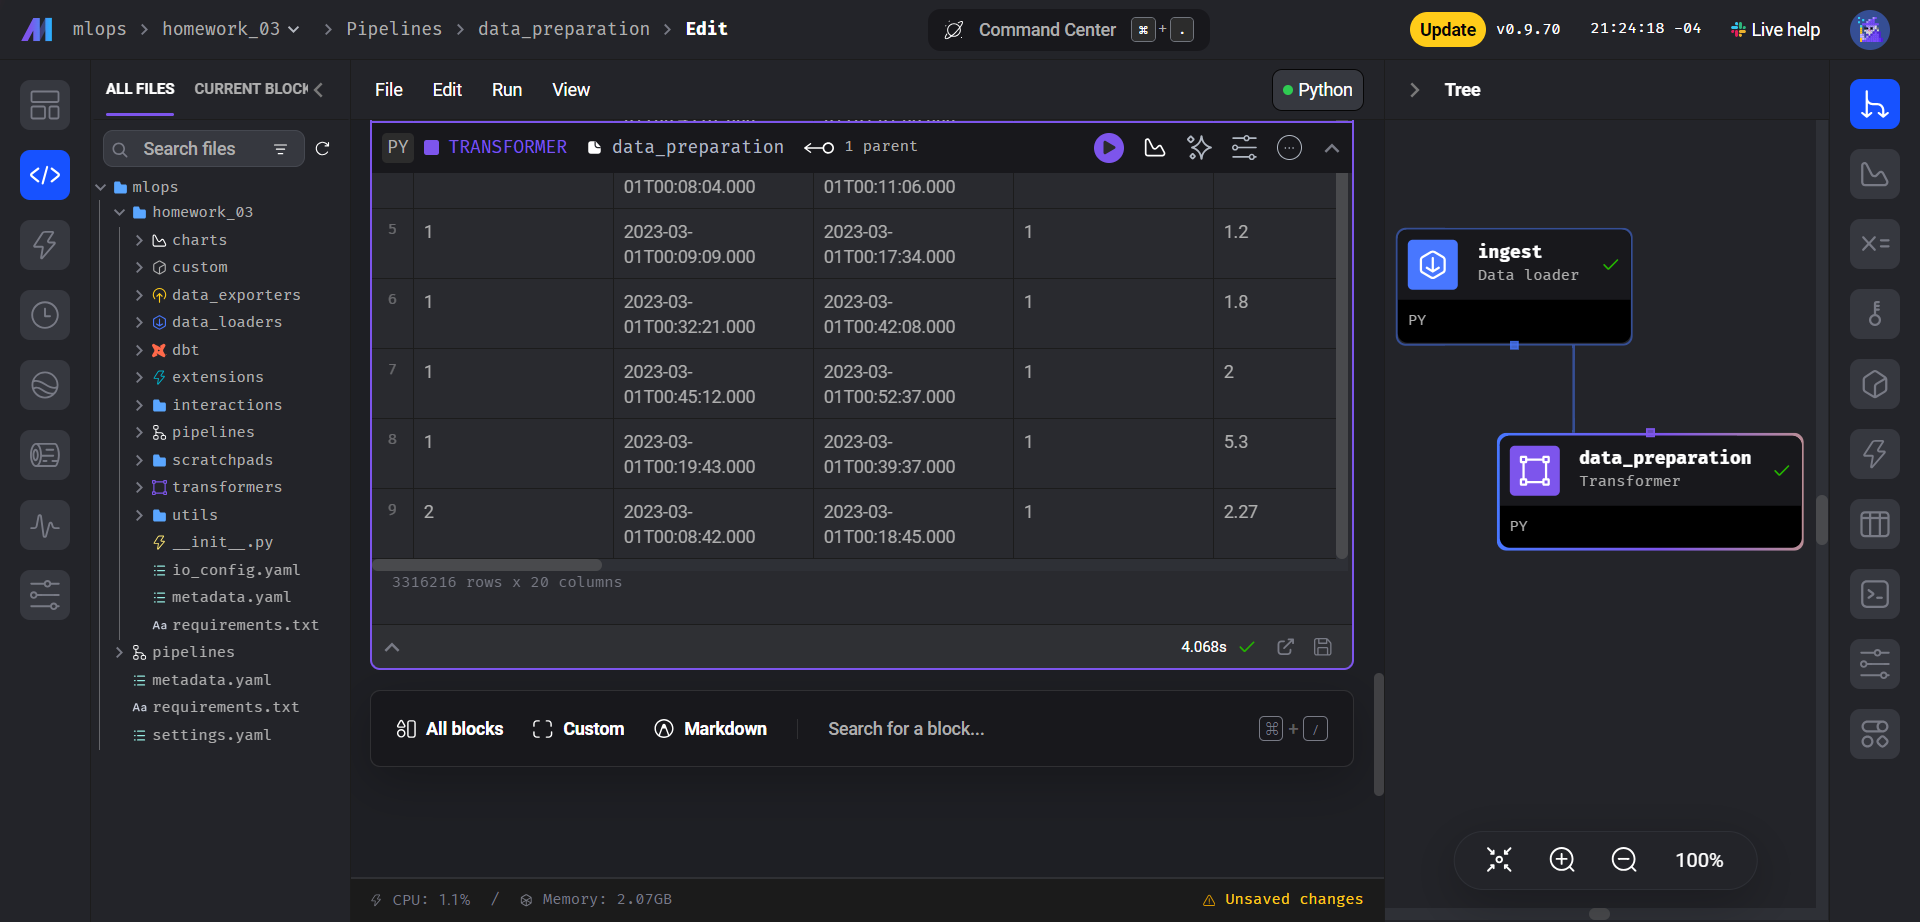 mlops > homework_03 > Pipelines > data_preparation > Edit
Command Center ⌘ + .
Update v0.9.70 21:24:18 -04 Live help
ALL FILES CURRENT BLOCK
Search files
mlops
homework_03
charts
custom
data_exporters
data_loaders
dbt
extensions
interactions
pipelines
scratchpads
transformers
utils
__init__.py
io_config.yaml
metadata.yaml
Aa requirements.txt
pipelines
metadata.yaml
Aa requirements.txt
settings.yaml
File Edit Run View Python
PY TRANSFORMER data_preparation 1 parent
01T00:08:04.000 01T00:11:06.000
5 1 2023-03- 2023-03- 1 1.2
01T00:09:09.000 01T00:17:34.000
6 1 2023-03- 2023-03- 1 1.8
01T00:32:21.000 01T00:42:08.000
7 1 2023-03- 2023-03- 1 2
01T00:45:12.000 01T00:52:37.000
8 1 2023-03- 2023-03- 1 5.3
01T00:19:43.000 01T00:39:37.000
9 2 2023-03- 2023-03- 1 2.27
01T00:08:42.000 01T00:18:45.000
3316216 rows x 20 columns
4.068s
All blocks Custom Markdown Search for a block... ⌘ + /
CPU: 1.1% / Memory: 2.07GB Unsaved changes
Tree
ingest
Data loader
PY
data_preparation
Transformer
PY
100%